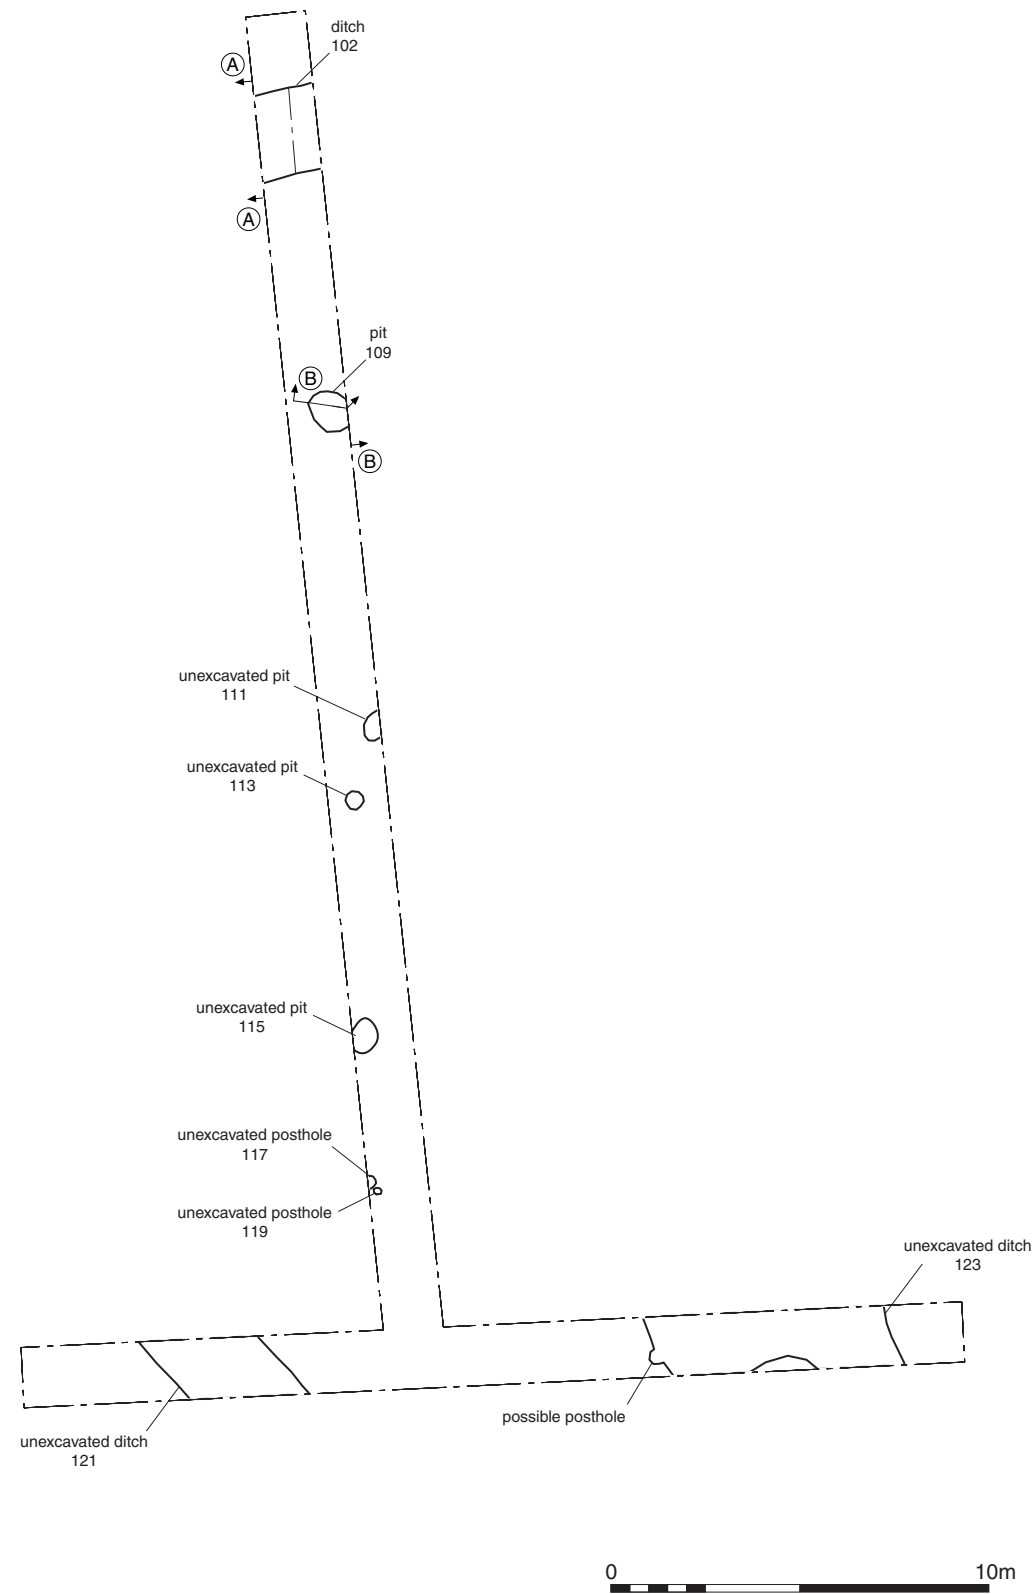 ditch
102
A
A
pit
109
B
B
unexcavated pit
111
unexcavated pit
113
unexcavated pit
115
unexcavated posthole
117
unexcavated posthole
119
unexcavated ditch
123
possible posthole
unexcavated ditch
121
0 10m